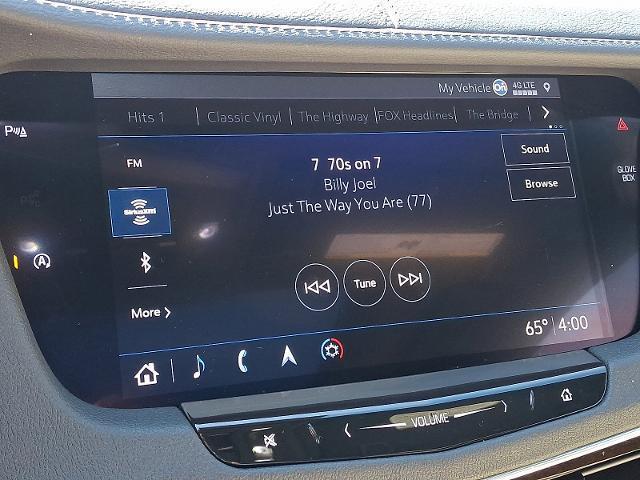 My Vehicle On 4G LTE
Hits 1 Classic Vinyl The Highway FOX Headlines The Bridge
FM
7 70s on 7
Billy Joel
Just The Way You Are (77)
Sound
Browse
SiriusXM
GLOVE
BOX
A
Tune
More
65° 4:00
VOLUME